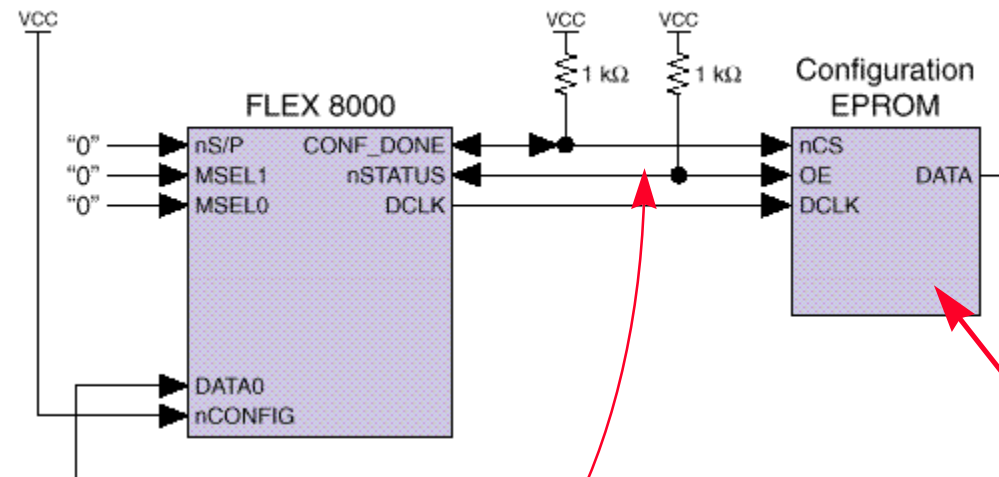 VCC
VCC
VCC
1 kΩ
1 kΩ
Configuration
EPROM
FLEX 8000
“0”
nS/P
CONF_DONE
nCS
“0”
MSEL1
nSTATUS
OE
DATA
“0”
MSEL0
DCLK
DCLK
DATA0
nCONFIG